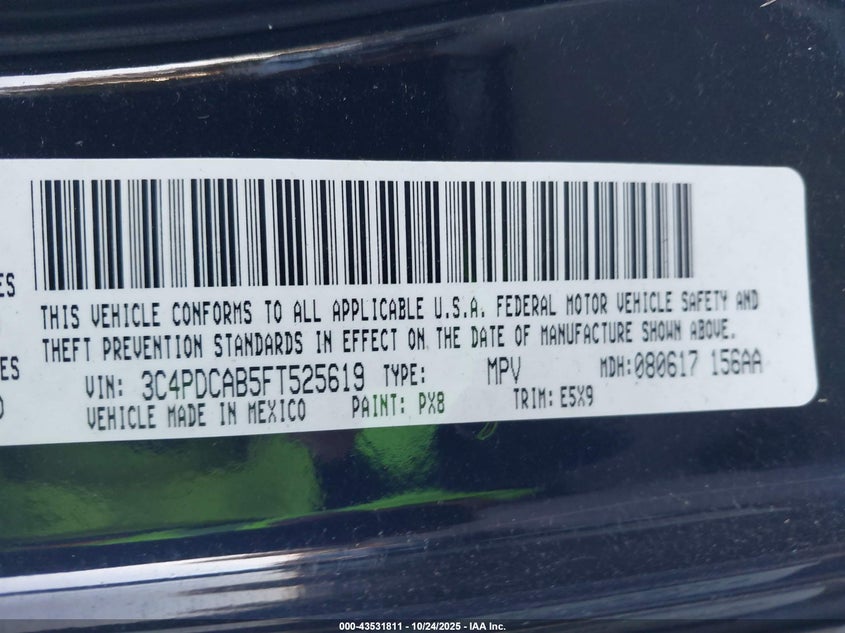 THIS VEHICLE CONFORMS TO ALL APPLICABLE U.S.A. FEDERAL MOTOR VEHICLE SAFETY AND
ES
THEFT PREVENTION STANDARDS IN EFFECT ON THE DATE OF MANUFACTURE SHOWN ABOVE.
ES
VIN: 3C4PDCAB5FT525619 TYPE: MPV MDH:080617 156AA
VEHICLE MADE IN MEXICO PAINT: PX8 TRIM: E5X9
000-43531811 - 10/24/2025 - IAA Inc.